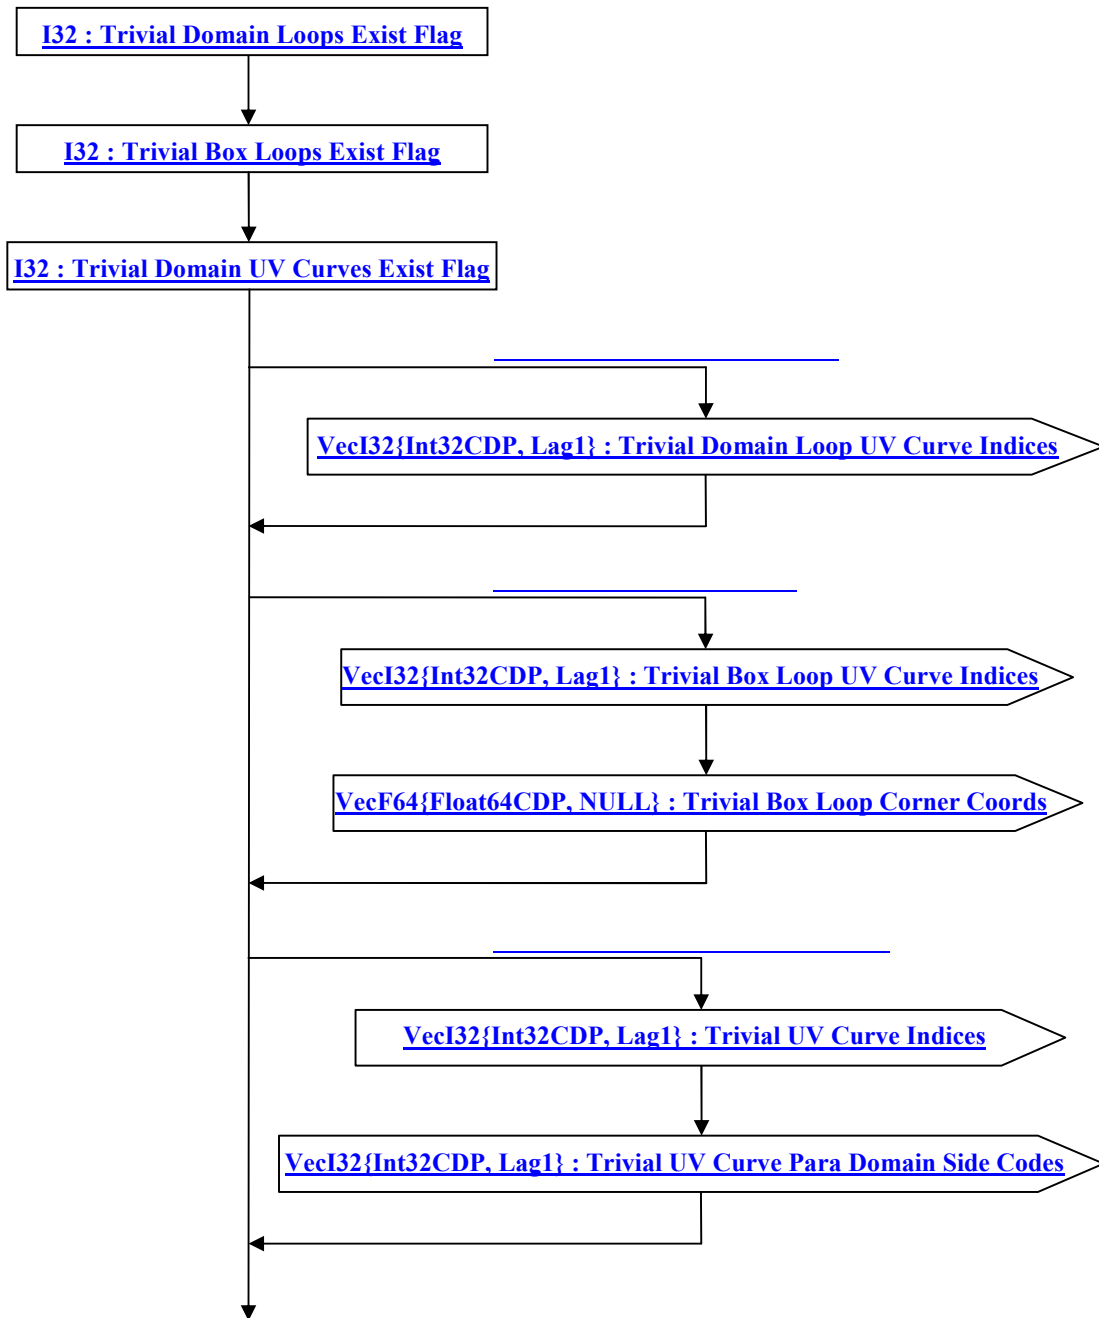 I32 : Trivial Domain Loops Exist Flag
I32 : Trivial Box Loops Exist Flag
I32 : Trivial Domain UV Curves Exist Flag
VecI32{Int32CDP, Lag1} : Trivial Domain Loop UV Curve Indices
VecI32{Int32CDP, Lag1} : Trivial Box Loop UV Curve Indices
VecF64{Float64CDP, NULL} : Trivial Box Loop Corner Coords
VecI32{Int32CDP, Lag1} : Trivial UV Curve Indices
VecI32{Int32CDP, Lag1} : Trivial UV Curve Para Domain Side Codes